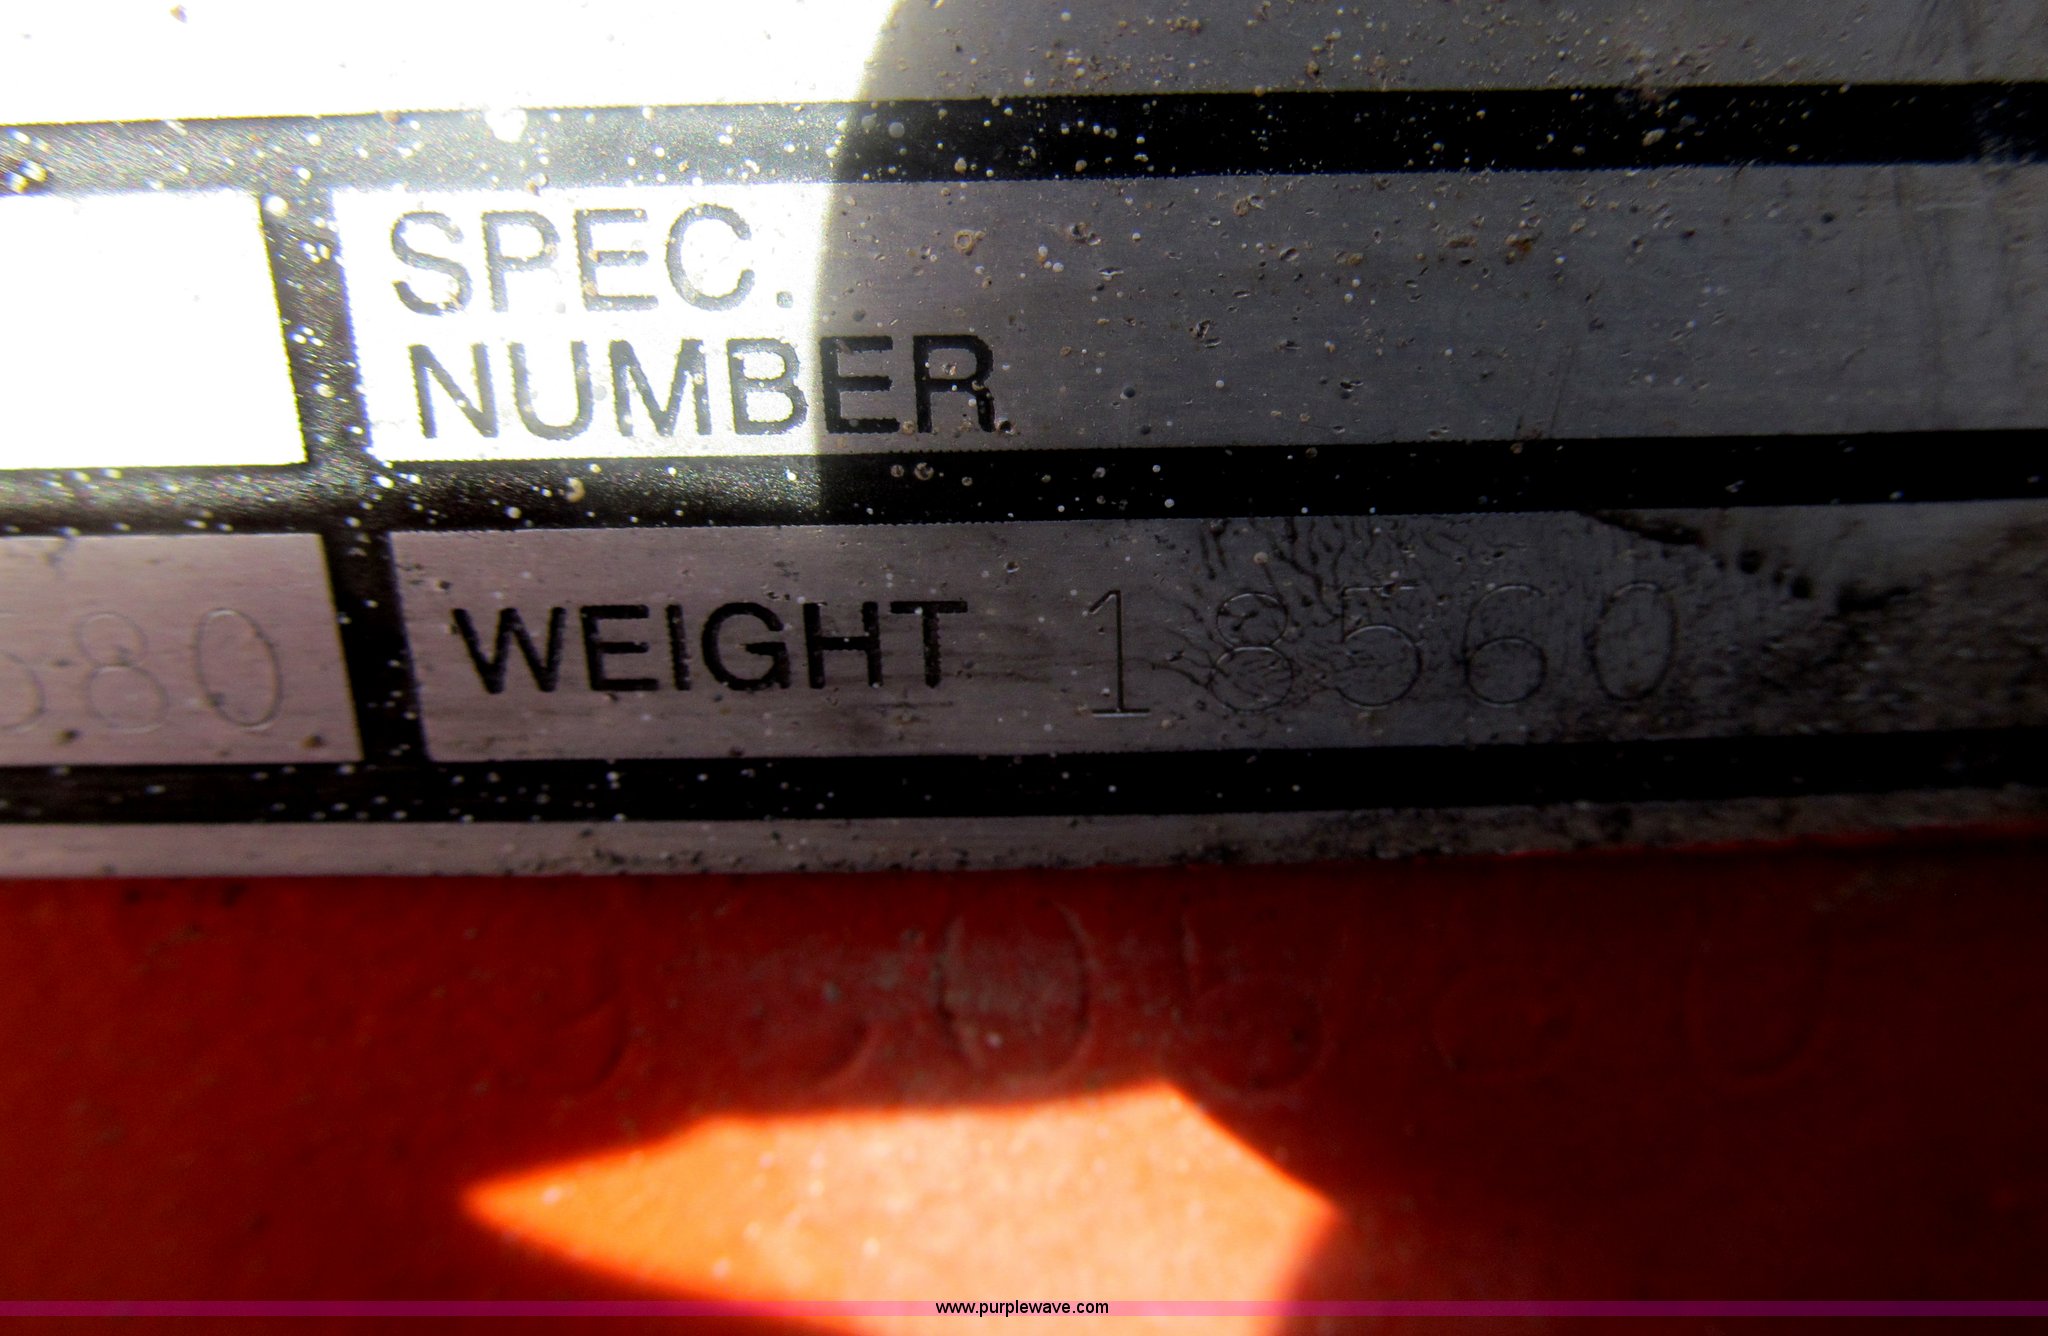 SPEC.
NUMBER
580
WEIGHT 18560
www.purplewave.com